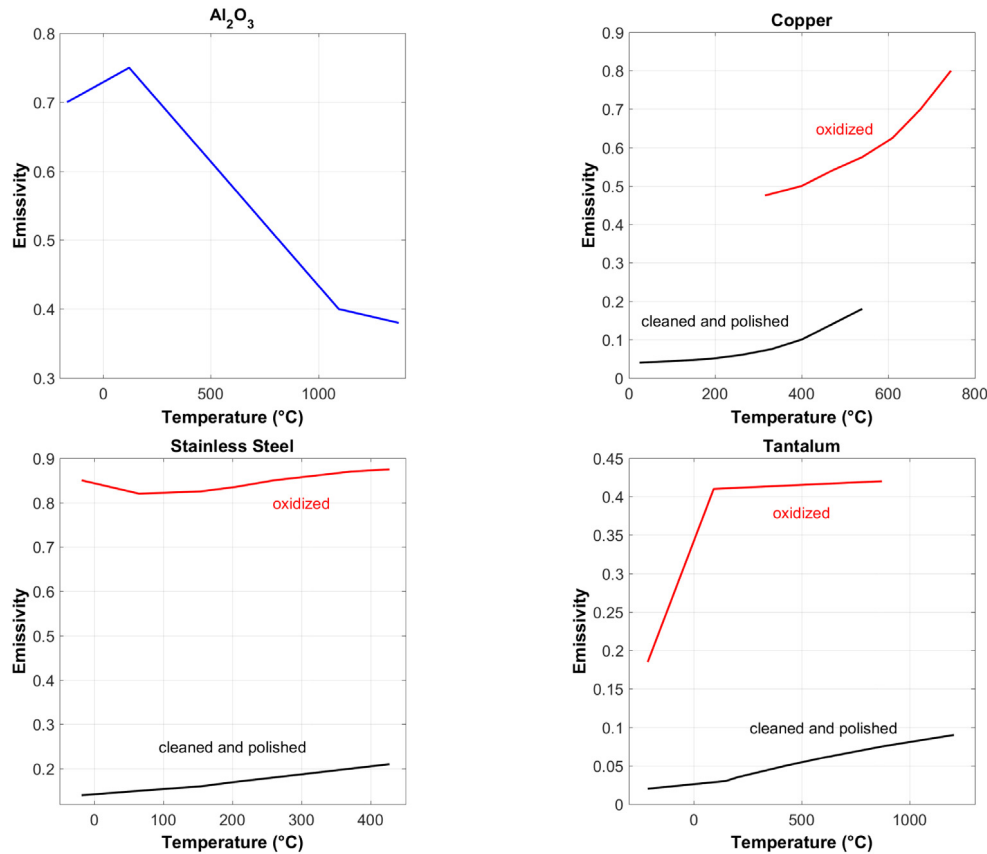 Al₂O₃
0.8
0.7
0.6
0.5
0.4
0.3
Emissivity
0
500
1000
Temperature (°C)
Copper
0.9
0.8
0.7
0.6
0.5
0.4
0.3
0.2
0.1
0
Emissivity
oxidized
cleaned and polished
0
200
400
600
800
Temperature (°C)
Stainless Steel
0.9
0.8
0.7
0.6
0.5
0.4
0.3
0.2
Emissivity
oxidized
cleaned and polished
0
100
200
300
400
Temperature (°C)
Tantalum
0.45
0.4
0.35
0.3
0.25
0.2
0.15
0.1
0.05
0
Emissivity
oxidized
cleaned and polished
0
500
1000
Temperature (°C)